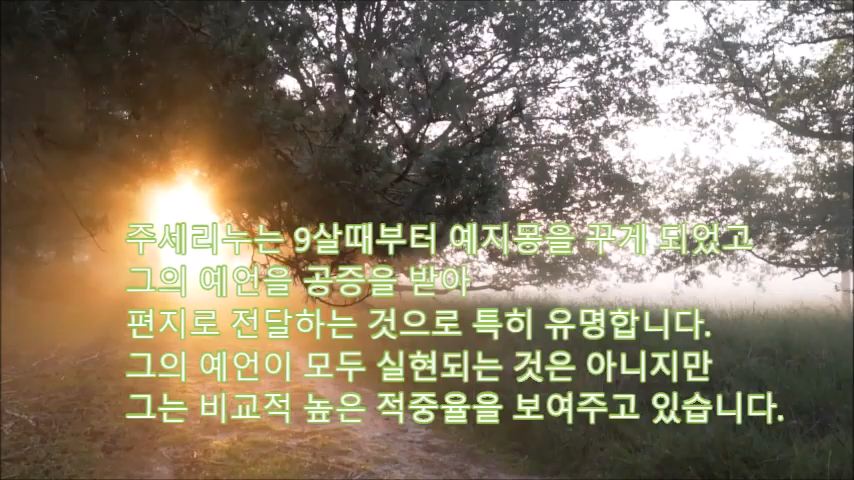 주세리누는 9살때부터 예지몽을 꾸게 되었고
그의 예언을 공증을 받아
편지로 전달하는 것으로 특히 유명합니다.
그의 예언이 모두 실현되는 것은 아니지만
그는 비교적 높은 적중율을 보여주고 있습니다.